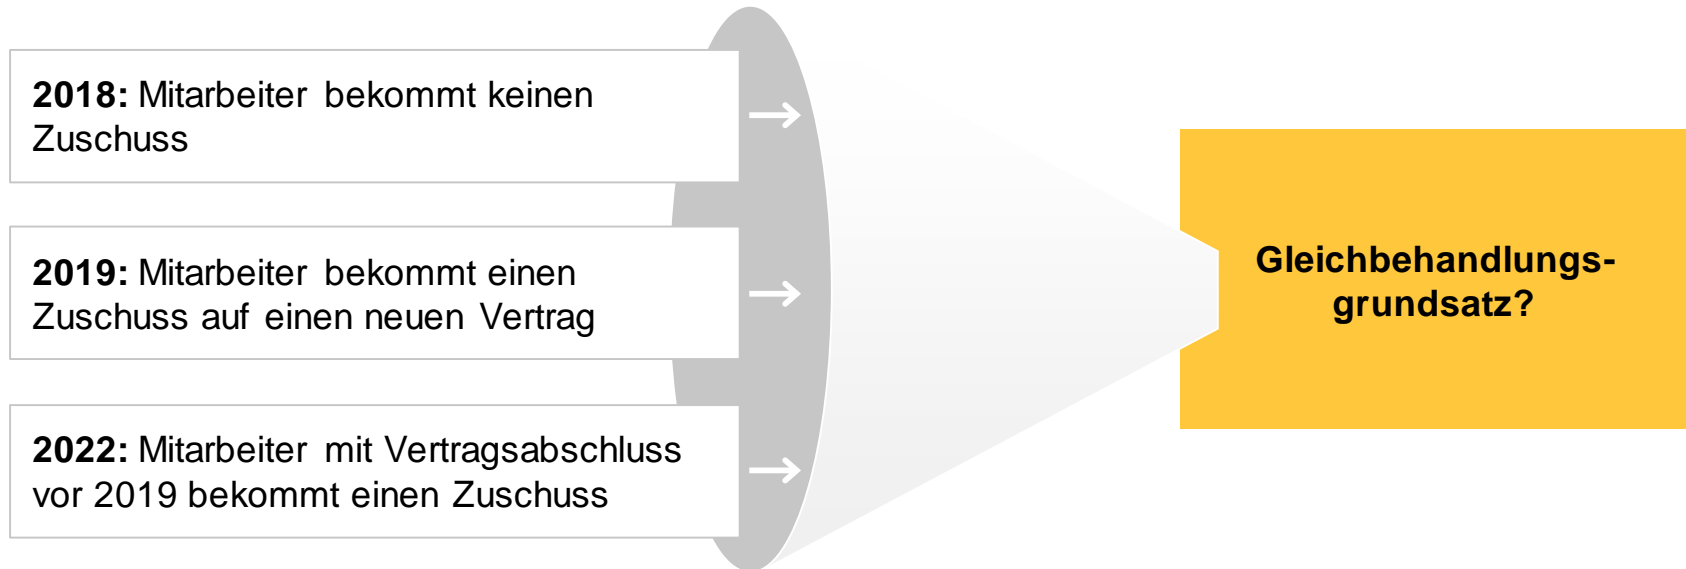 2018: Mitarbeiter bekommt keinen
Zuschuss
2019: Mitarbeiter bekommt einen
Zuschuss auf einen neuen Vertrag
2022: Mitarbeiter mit Vertragsabschluss
vor 2019 bekommt einen Zuschuss
Gleichbehandlungs-
grundsatz?